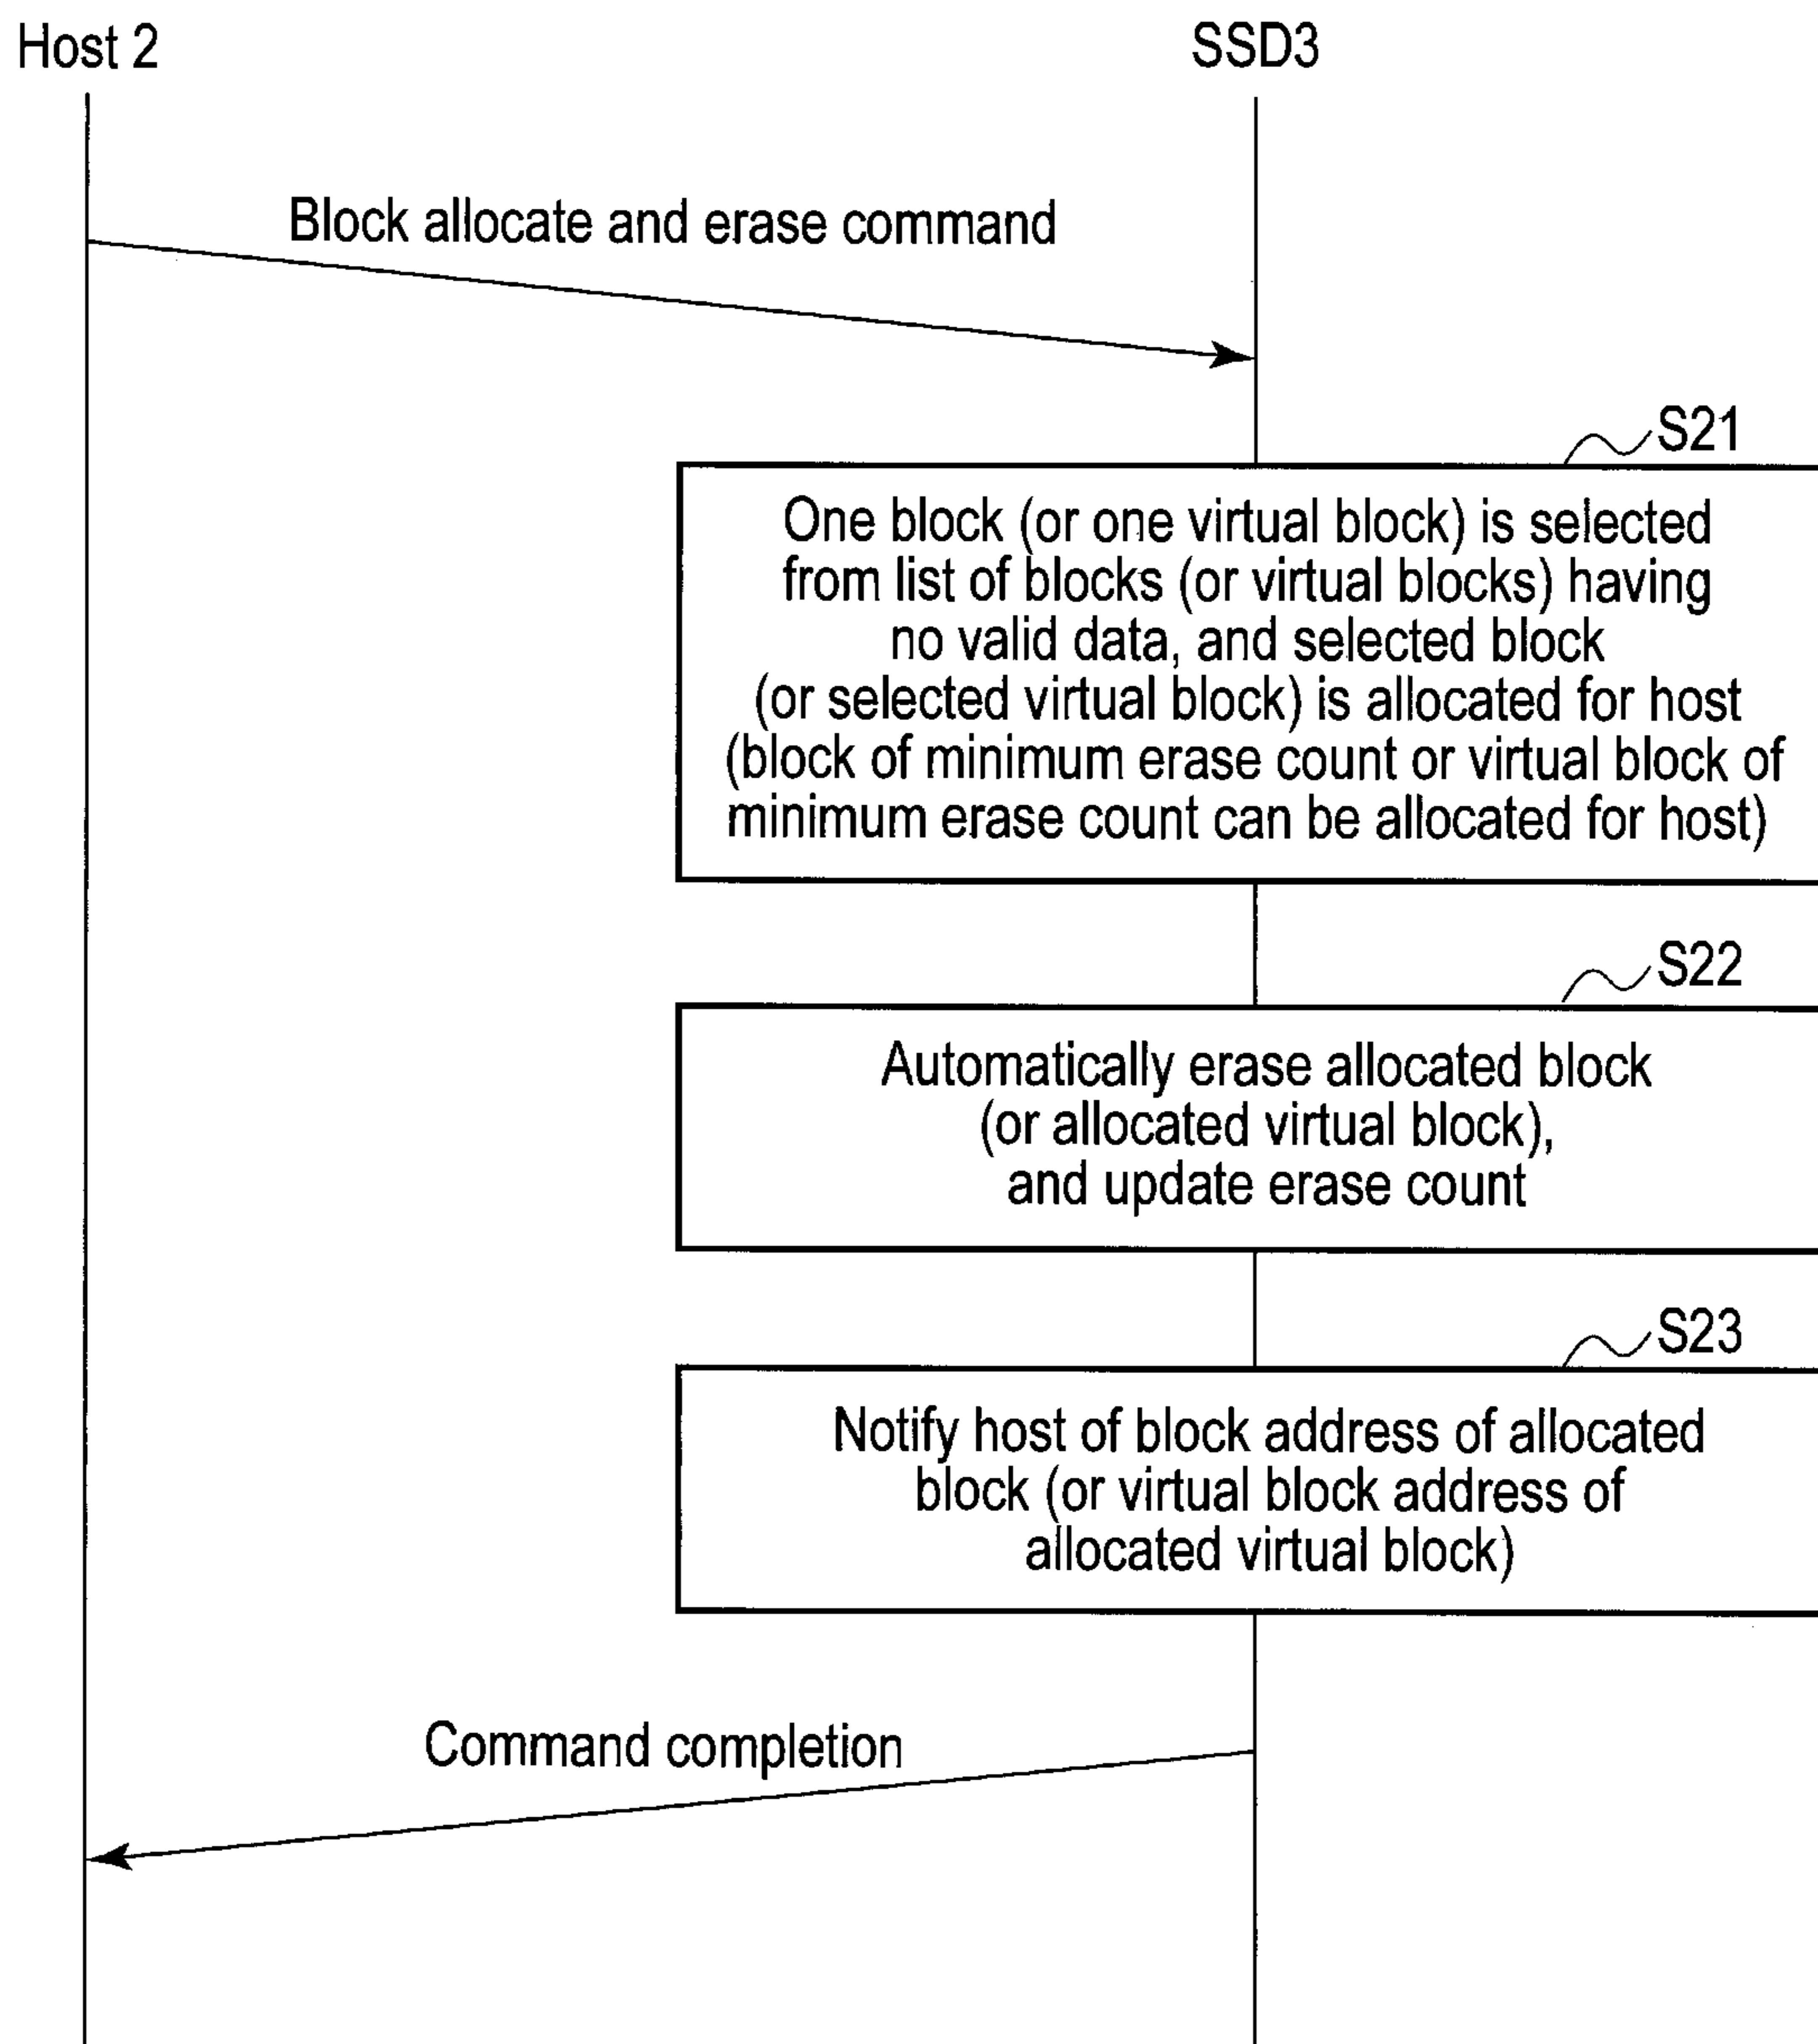 Host 2
SSD3
Block allocate and erase command
S21
One block (or one virtual block) is selected
from list of blocks (or virtual blocks) having
no valid data, and selected block
(or selected virtual block) is allocated for host
(block of minimum erase count or virtual block of
minimum erase count can be allocated for host)
S22
Automatically erase allocated block
(or allocated virtual block),
and update erase count
S23
Notify host of block address of allocated
block (or virtual block address of
allocated virtual block)
Command completion